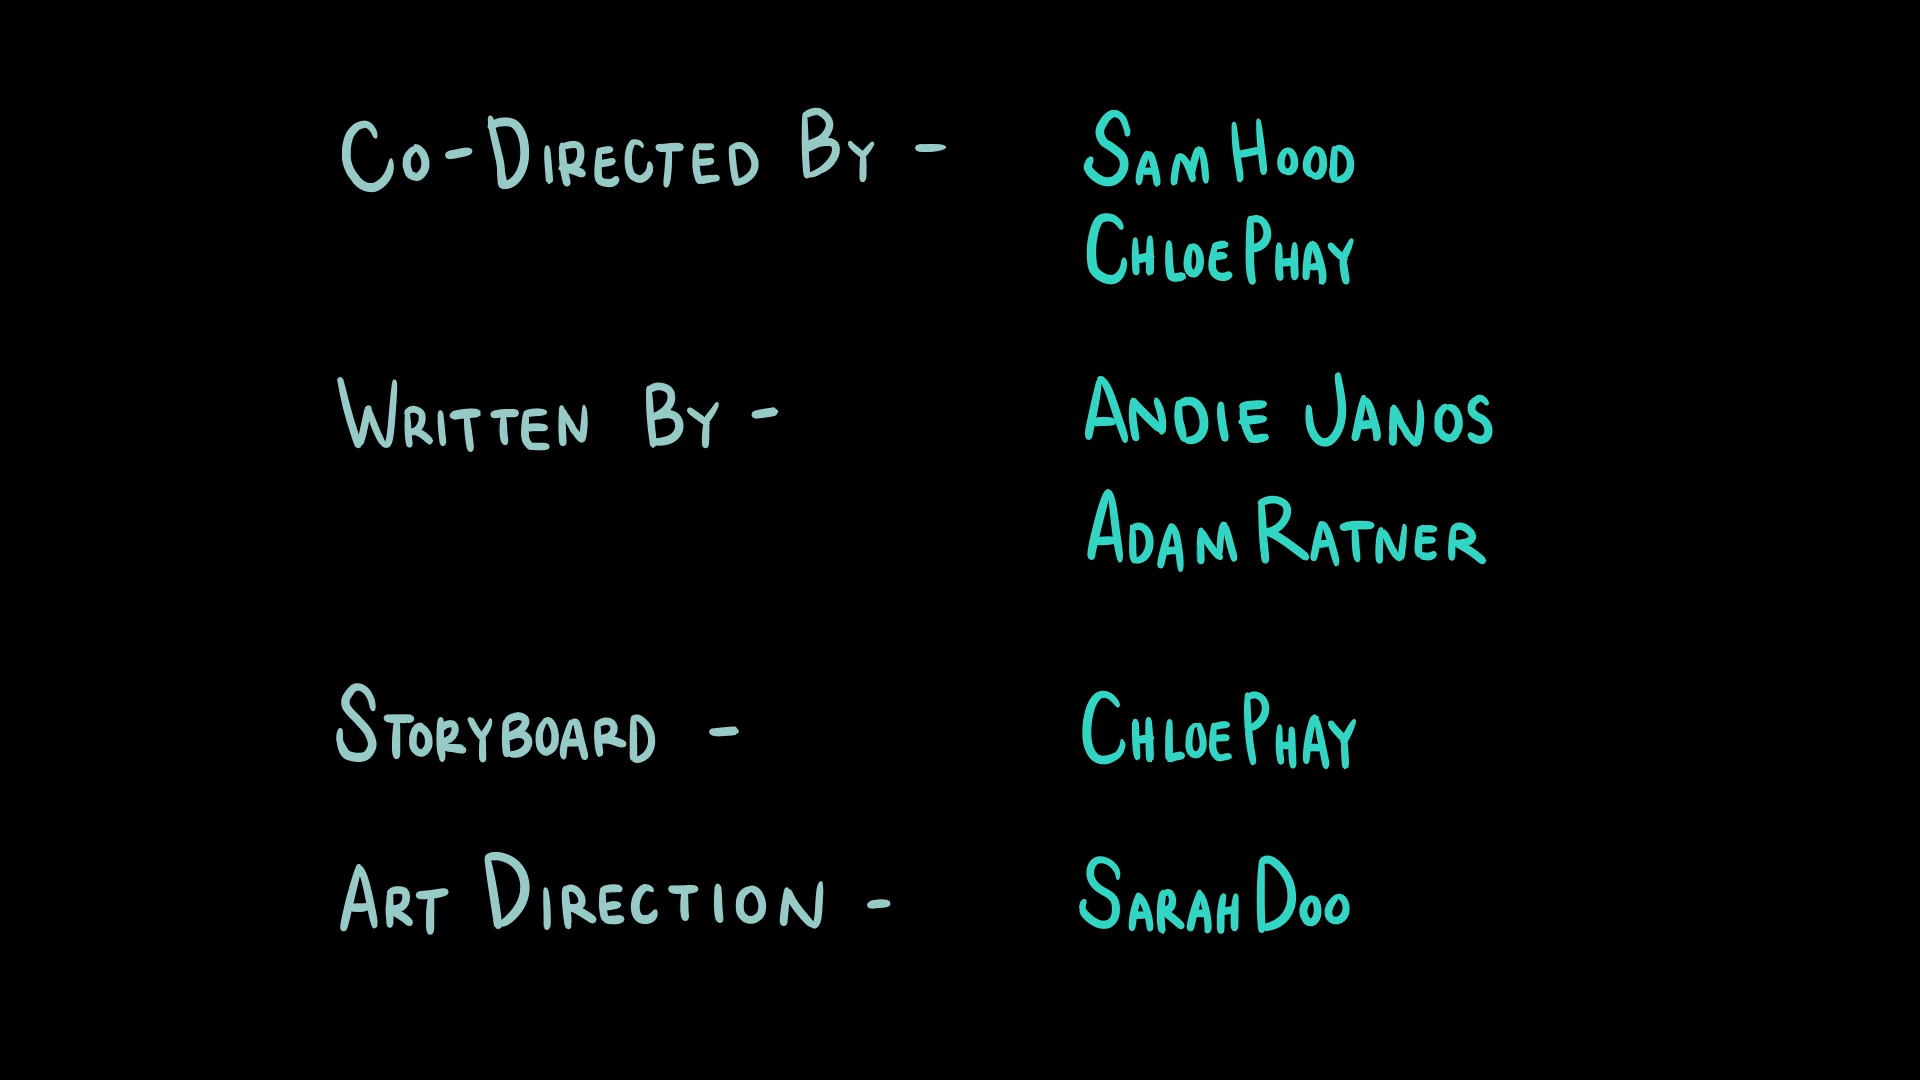 Co-Directed By - Sam Hood
Chloe Phay
Written By - Andie Janos
Adam Ratner
Storyboard - Chloe Phay
Art Direction - Sarah Doo